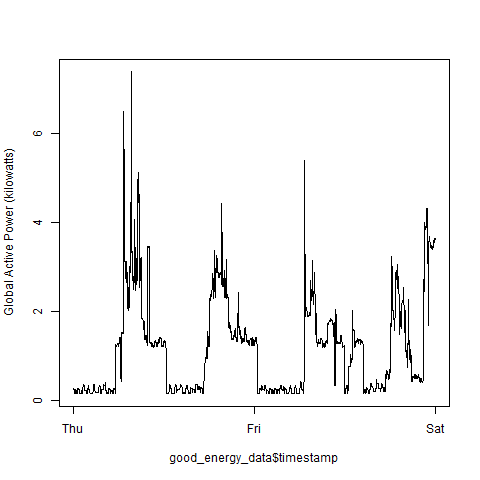 Global Active Power (kilowatts)
6
4
2
0
Thu Fri Sat
good_energy_data$timestamp